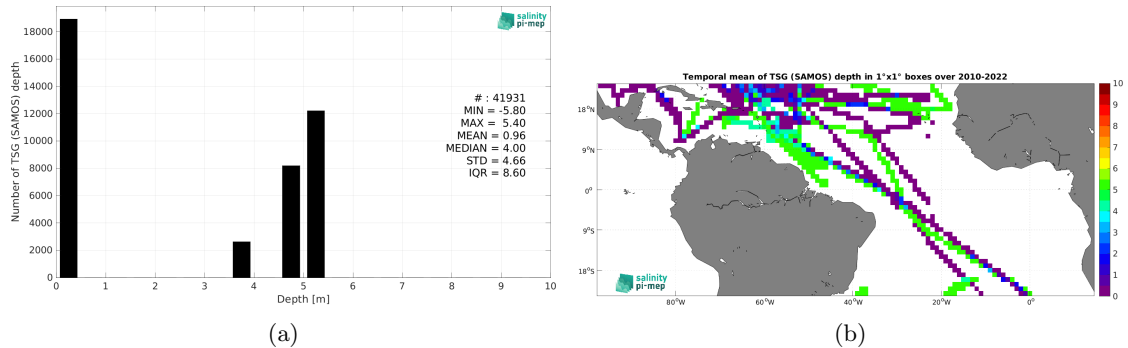 salinity
pi-mep
18000
16000
14000
12000
10000
8000
6000
4000
2000
0
Number of TSG (SAMOS) depth
# : 41931
MIN = -5.80
MAX = 5.40
MEAN = 0.96
MEDIAN = 4.00
STD = 4.66
IQR = 8.60
0 1 2 3 4 5 6 7 8 9 10
Depth [m]
(a)
Temporal mean of TSG (SAMOS) depth in 1°x1° boxes over 2010-2022
18°N
9°N
0°
9°S
18°S
80°W 60°W 40°W 20°W 0°
salinity
pi-mep
10
9
8
7
6
5
4
3
2
1
0
(b)